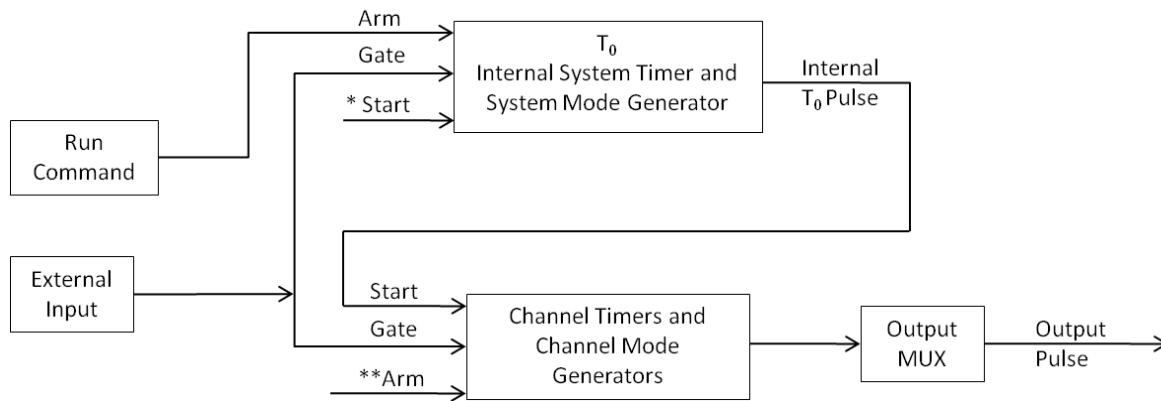 Arm
Gate
* Start
T₀
Internal System Timer and
System Mode Generator
Internal
T₀ Pulse
Run
Command
External
Input
Start
Gate
**Arm
Channel Timers and
Channel Mode
Generators
Output
MUX
Output
Pulse